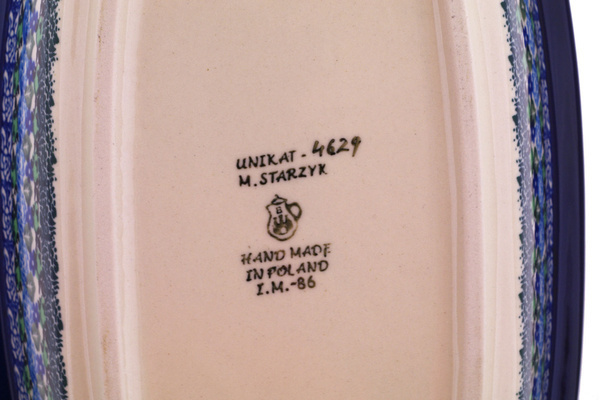 UNIKAT - 4629
M. STARZYK
HAND MADE
IN POLAND
I.M.-86